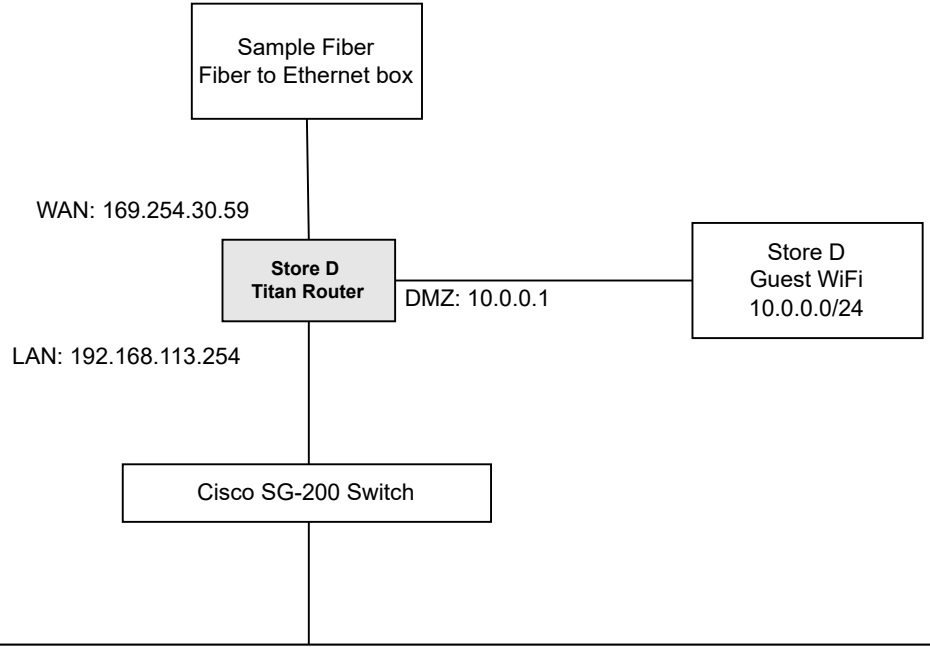 Sample Fiber
Fiber to Ethernet box
WAN: 169.254.30.59
Store D
Titan Router
DMZ: 10.0.0.1
Store D
Guest WiFi
10.0.0.0/24
LAN: 192.168.113.254
Cisco SG-200 Switch